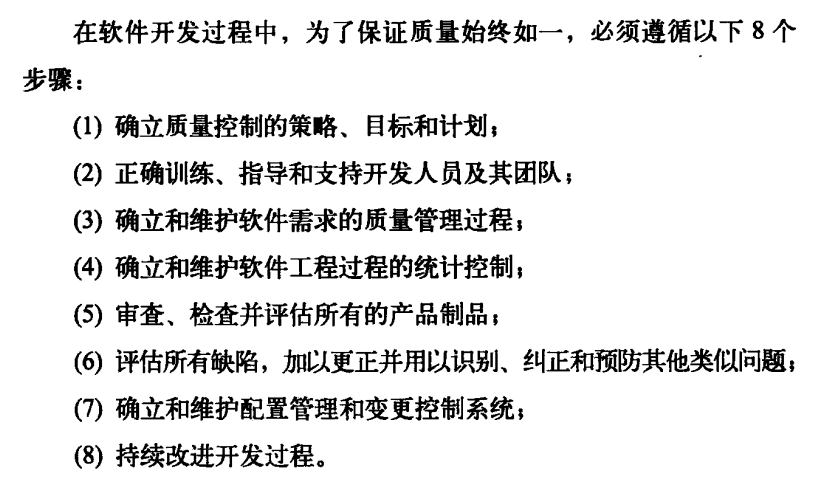 在软件开发过程中，为了保证质量始终如一，必须遵循以下 8 个
步骤：
(1) 确立质量控制的策略、目标和计划；
(2) 正确训练、指导和支持开发人员及其团队；
(3) 确立和维护软件需求的质量管理过程；
(4) 确立和维护软件工程过程的统计控制；
(5) 审查、检查并评估所有的产品制品；
(6) 评估所有缺陷，加以更正并用以识别、纠正和预防其他类似问题；
(7) 确立和维护配置管理和变更控制系统；
(8) 持续改进开发过程。